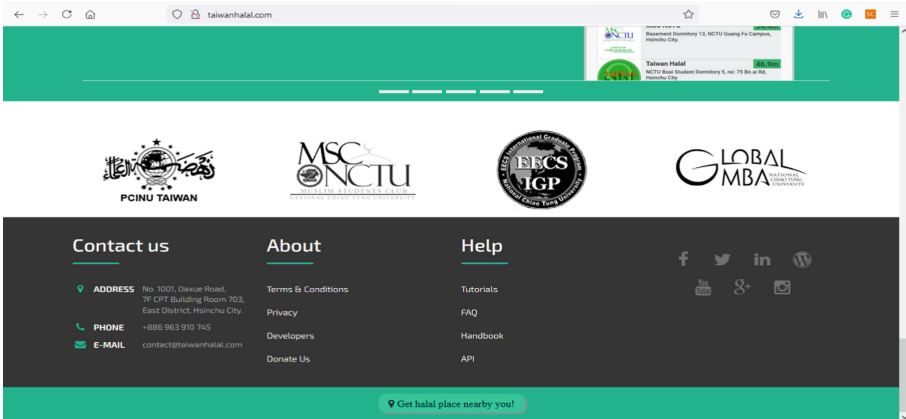 taiwanhalal.com
Basement Dormitory 13, NCTU Guang Fu Campus,
Hsinchu City.
Taiwan Halal
46.9m
NCTU Boai Student Dormitory 5, no: 75 Bo ai Rd,
Hsinchu City
PCINU TAIWAN
MSC
NCTU
MUSLIM STUDENTS CLUB
NATIONAL CHIAO TUNG UNIVERSITY
International Graduate Program
EECS
IGP
National Chiao Tung University
GLOBAL
MBA
NATIONAL
CHIAO TUNG
UNIVERSITY
Contact us
ADDRESS No. 1001, Daxue Road,
7F CPT Building Room 703,
East District, Hsinchu City.
PHONE +886 963 910 745
E-MAIL contact@taiwanhalal.com
About
Terms & Conditions
Privacy
Developers
Donate Us
Help
Tutorials
FAQ
Handbook
API
Get halal place nearby you!